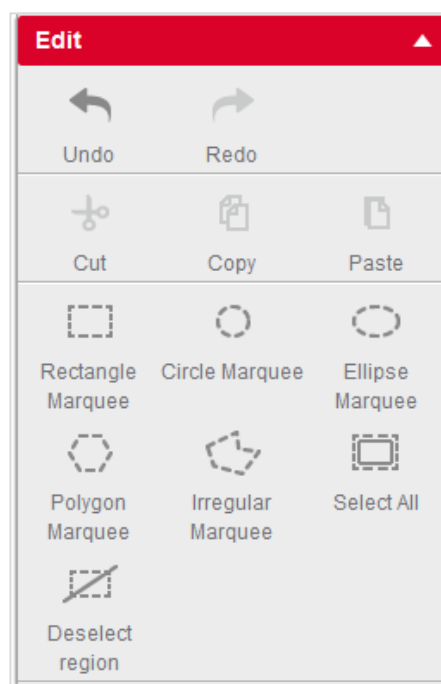 Edit
Undo
Redo
Cut
Copy
Paste
Rectangle
Marquee
Circle Marquee
Ellipse
Marquee
Polygon
Marquee
Irregular
Marquee
Select All
Deselect
region